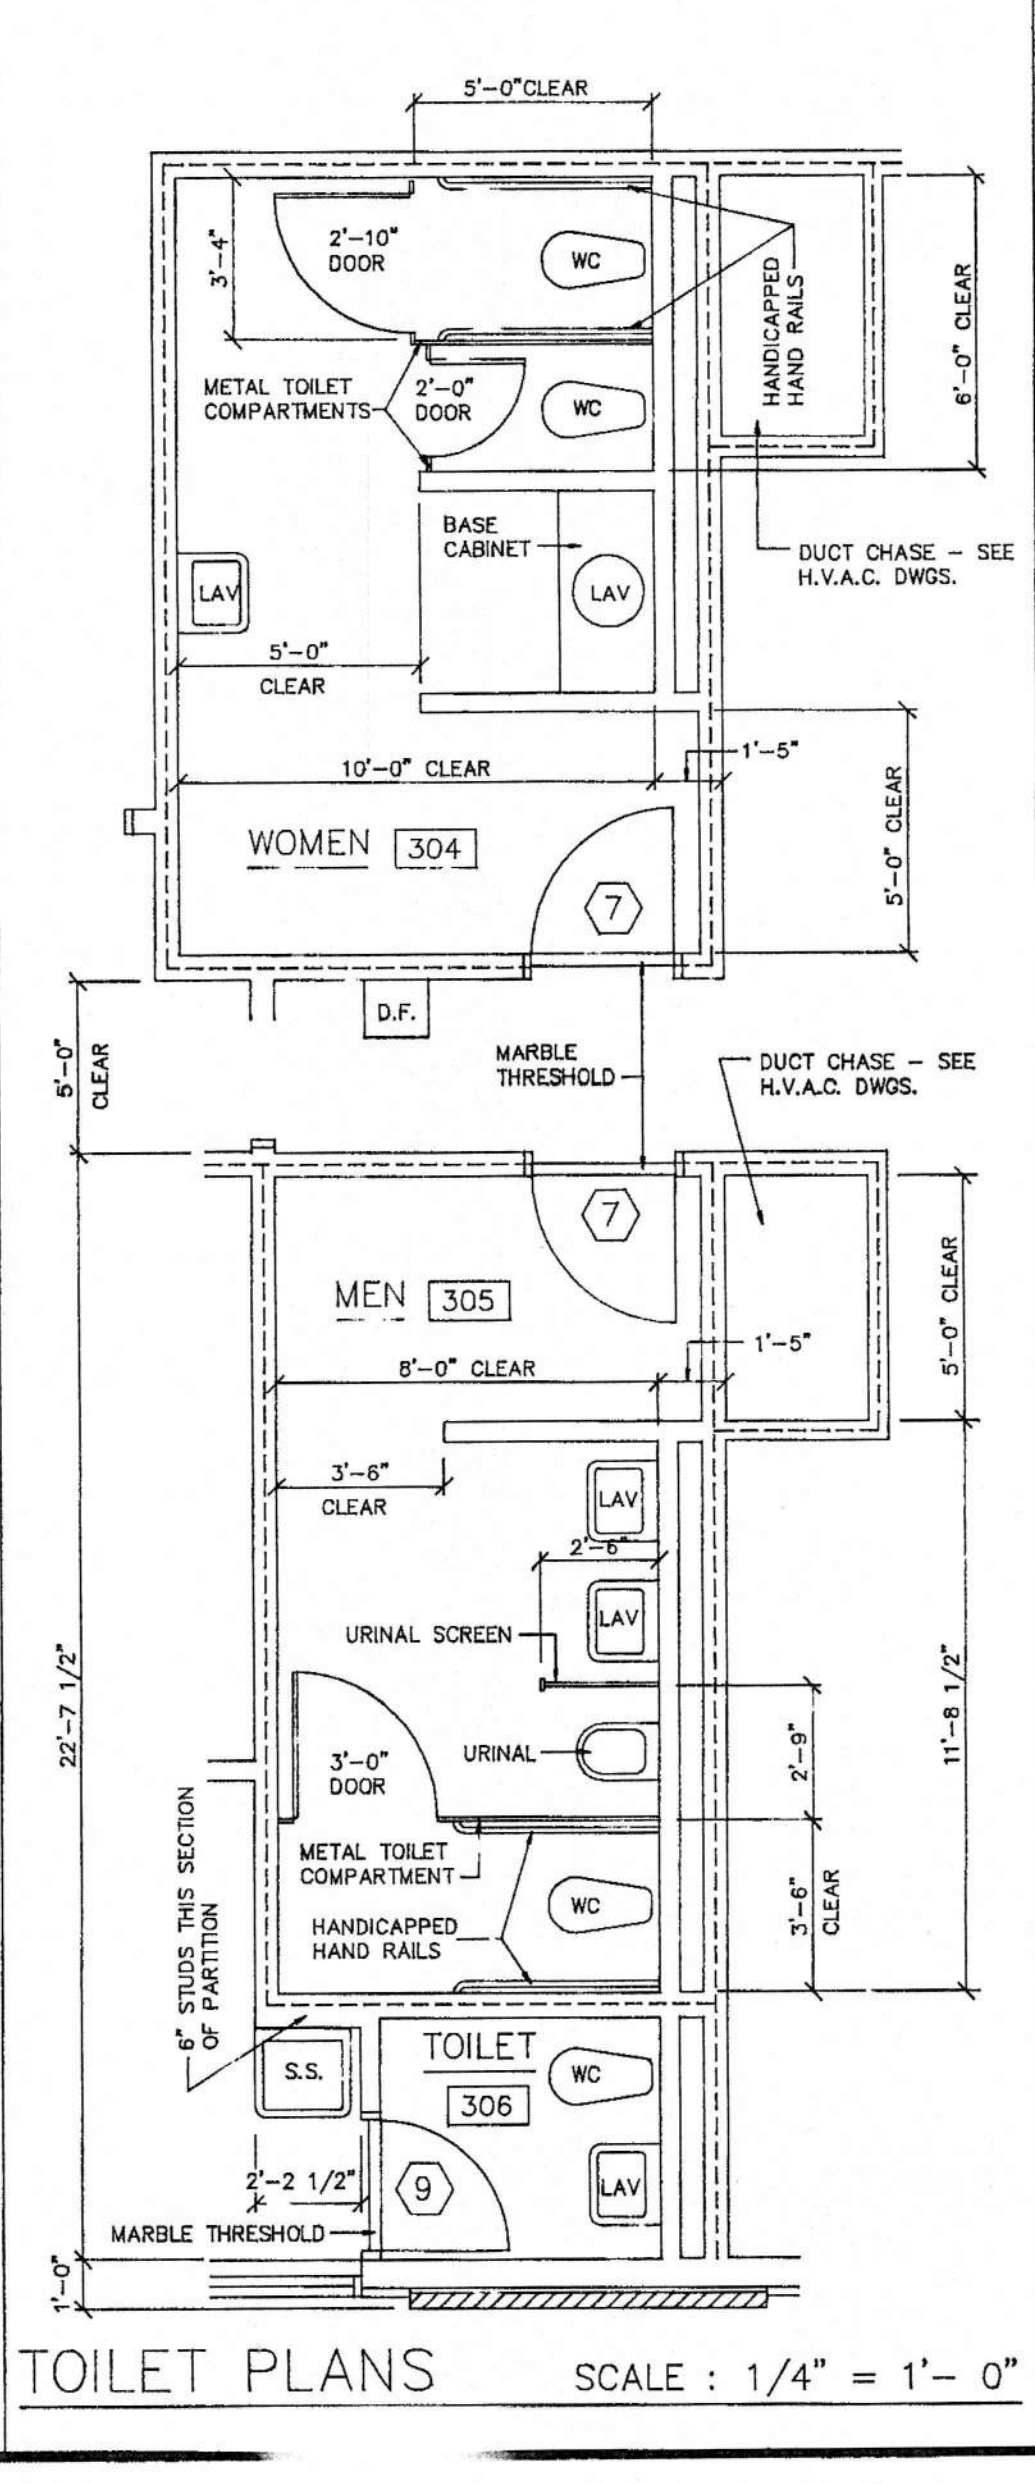 5'-0"CLEAR
2'-10"
DOOR
3'-4"
WC
HANDICAPPED
HAND RAILS
6'-0" CLEAR
METAL TOILET
COMPARTMENTS
2'-0"
DOOR
WC
BASE
CABINET
DUCT CHASE - SEE
H.V.A.C. DWGS.
LAV
LAV
5'-0"
CLEAR
1'-5"
10'-0" CLEAR
5'-0" CLEAR
WOMEN 304
7
D.F.
5'-0"
CLEAR
MARBLE
THRESHOLD
DUCT CHASE - SEE
H.V.A.C. DWGS.
7
MEN 305
5'-0" CLEAR
1'-5"
8'-0" CLEAR
3'-6"
CLEAR
LAV
2'-6"
LAV
URINAL SCREEN
22'-7 1/2"
11'-8 1/2"
URINAL
2'-9"
3'-0"
DOOR
METAL TOILET
COMPARTMENT
3'-6"
CLEAR
WC
HANDICAPPED
HAND RAILS
6" STUDS THIS SECTION
OF PARTITION
TOILET
306
WC
S.S.
2'-2 1/2"
9
LAV
MARBLE THRESHOLD
1'-0"
TOILET PLANS SCALE : 1/4" = 1'- 0"